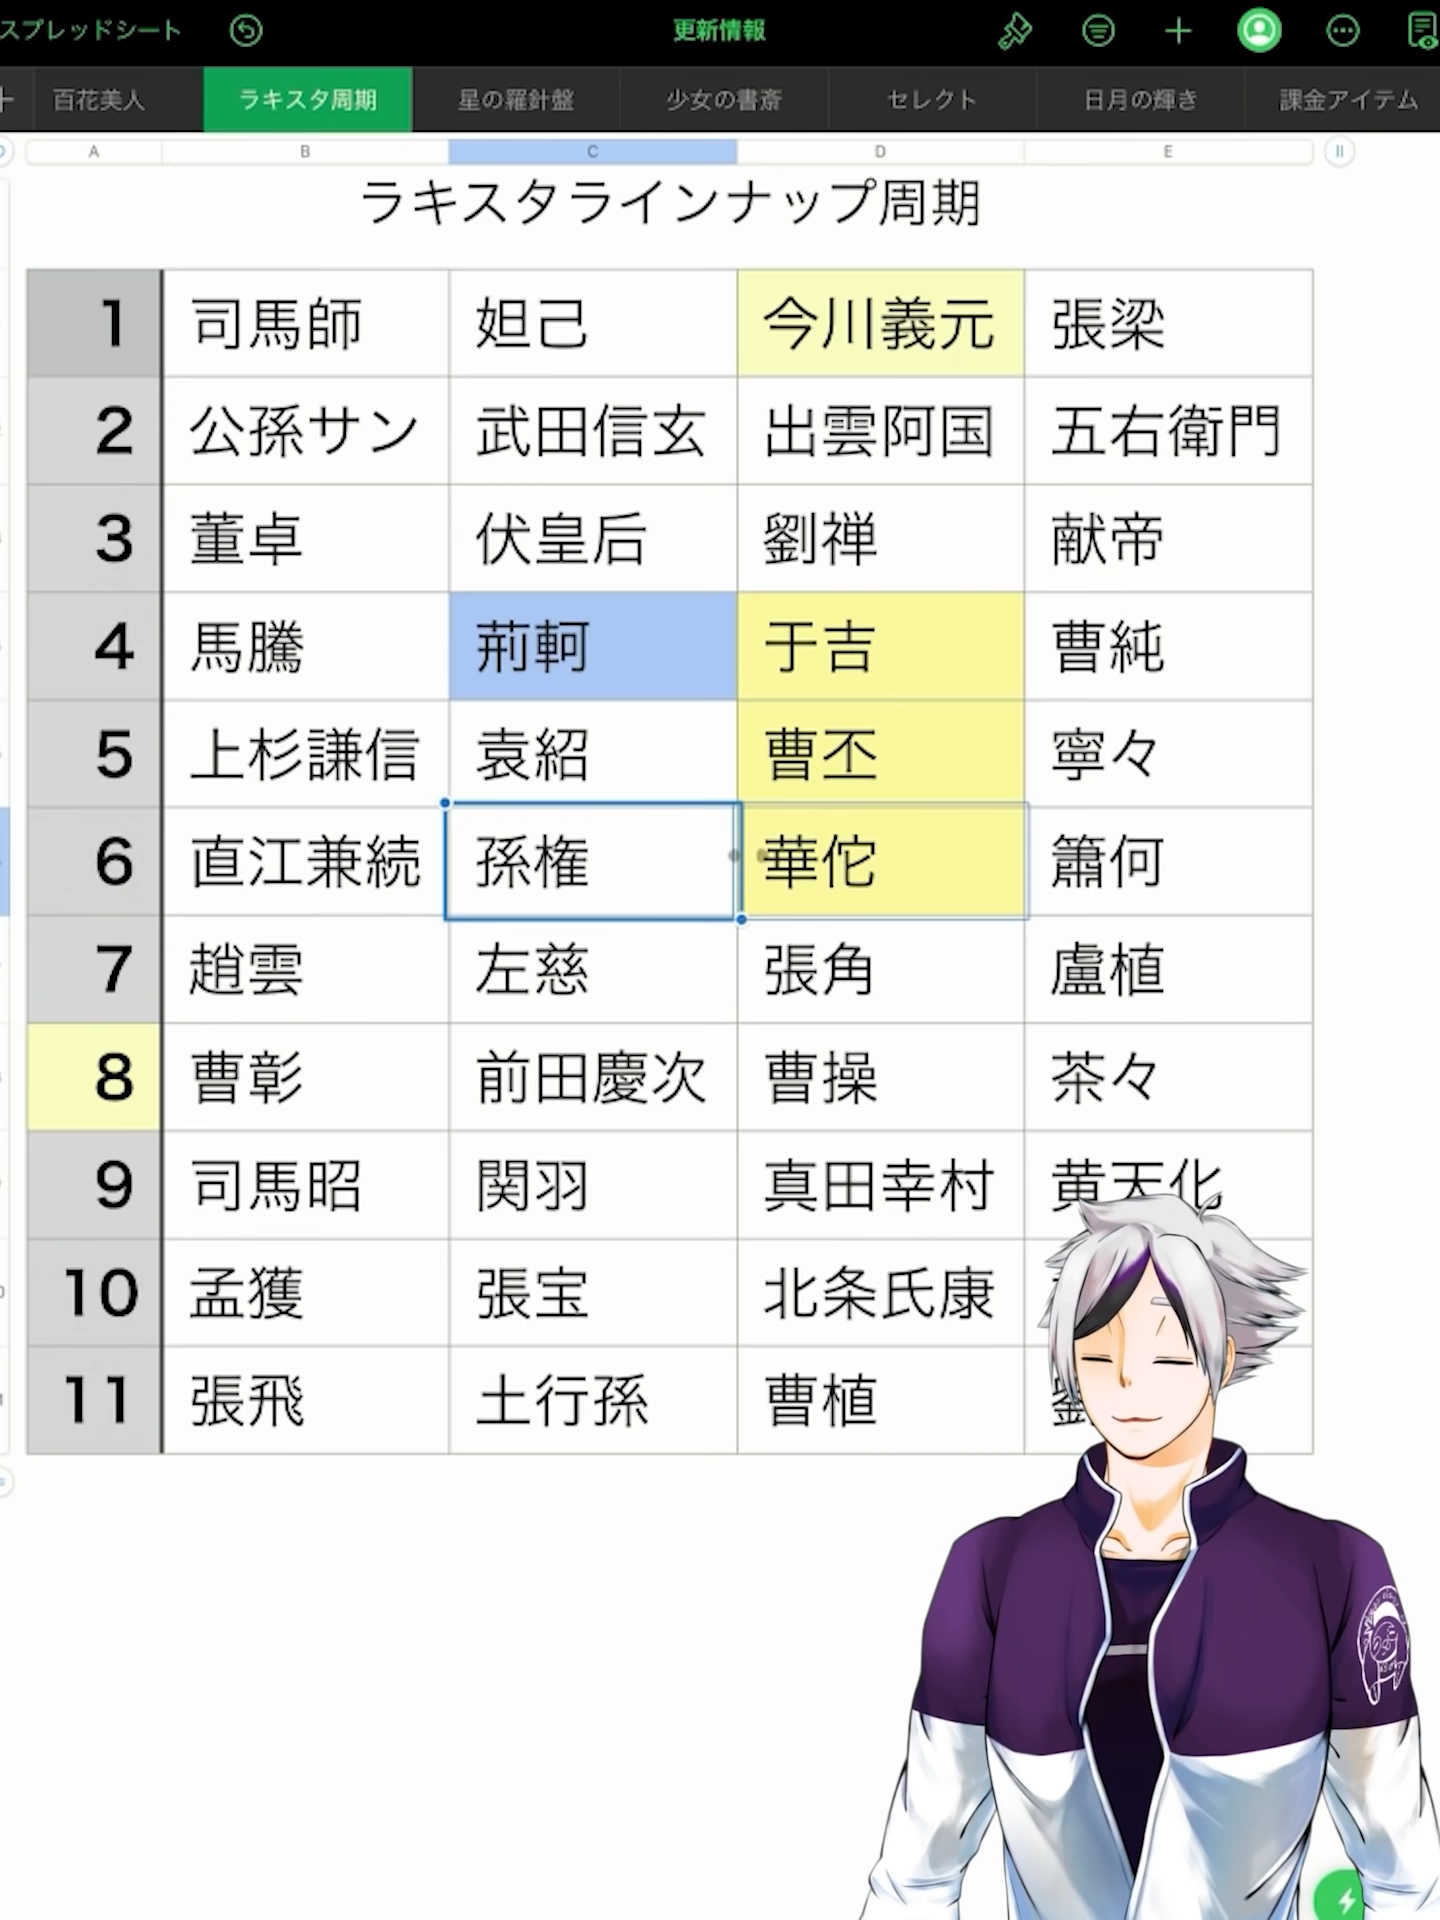 スプレッドシート 更新情報
百花美人 ラキスタ周期 星の羅針盤 少女の書斎 セレクト 日月の輝き 課金アイテム
A B C D E
ラキスタラインナップ周期
1 司馬師 妲己 今川義元 張梁
2 公孫サン 武田信玄 出雲阿国 五右衛門
3 董卓 伏皇后 劉禅 献帝
4 馬騰 荊軻 于吉 曹純
5 上杉謙信 袁紹 曹丕 寧々
6 直江兼続 孫権 華佗 簫何
7 趙雲 左慈 張角 盧植
8 曹彰 前田慶次 曹操 茶々
9 司馬昭 関羽 真田幸村 黄天化
10 孟獲 張宝 北条氏康
11 張飛 土行孫 曹植